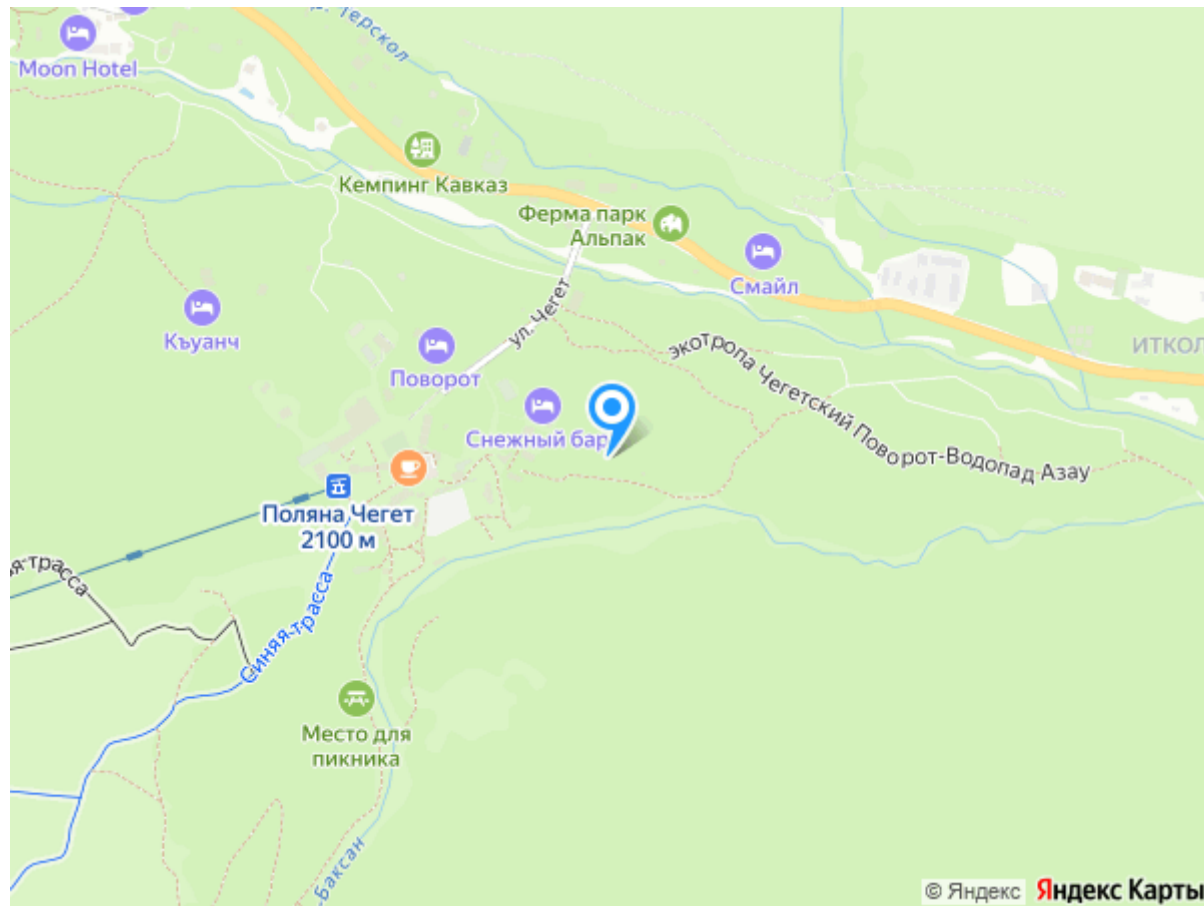 Терскол
Moon Hotel
Кемпинг Кавказ
Ферма парк
Альпак
Смайл
ул. Чегет
Къуанч
Поворот
экотропа Чегетский Поворот-Водопад Азау
ИТКОЛ
Снежный бар
Поляна Чегет
2100 м
я-трасса
Синяя-трасса
Место для
пикника
Баксан
© Яндекс Яндекс Карты